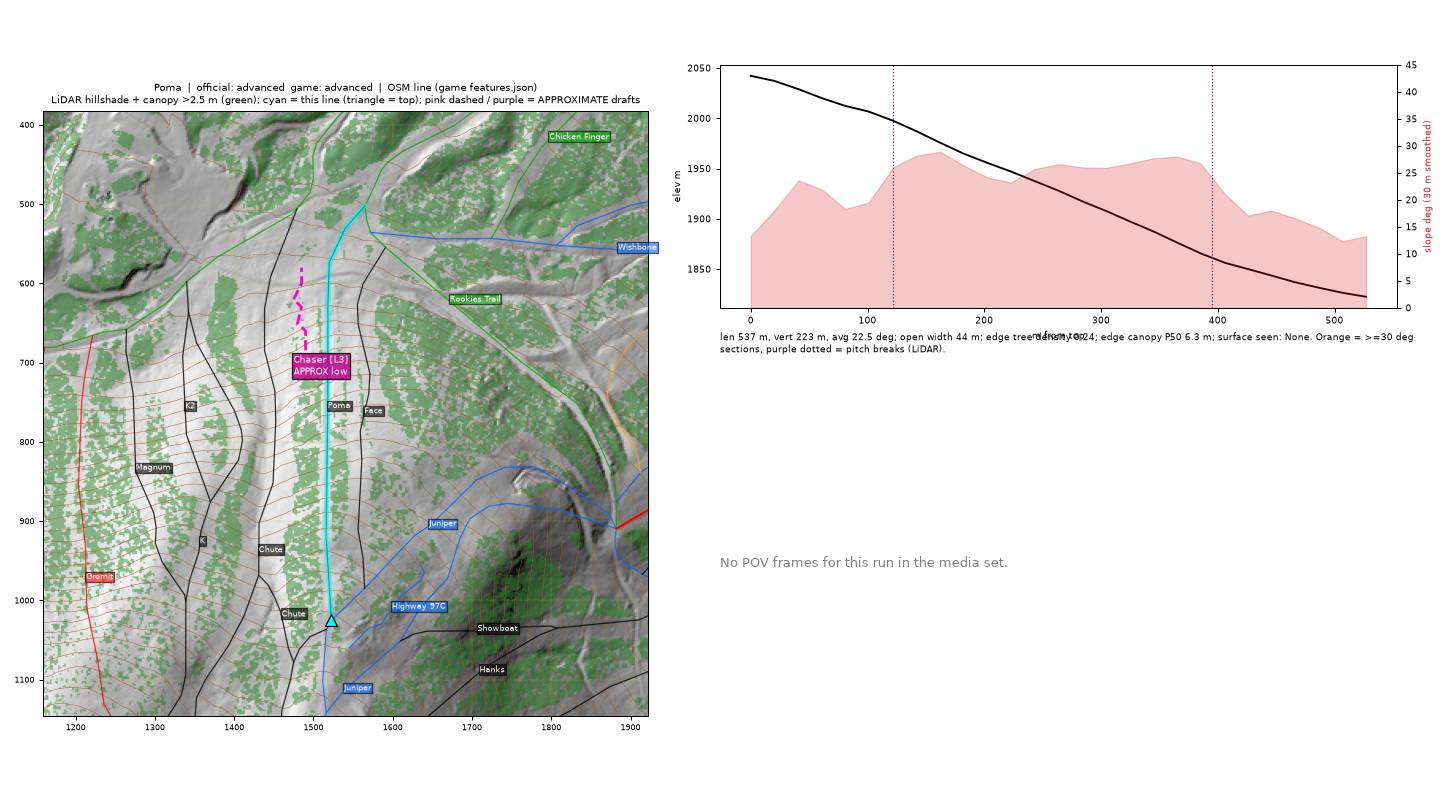 Poma | official: advanced game: advanced | OSM line (game features.json)
LiDAR hillshade + canopy >2.5 m (green); cyan = this line (triangle = top); pink dashed / purple = APPROXIMATE drafts
400
500
600
700
800
900
1000
1100
1200
1300
1400
1500
1600
1700
1800
1900
Chicken Finger
Wishbone
Rookies Trail
Chaser [L3]
APPROX low
Poma
Face
K2
Magnum
K
Chute
Juniper
Gromit
Chute
Highway 97C
Showboat
Hanks
Juniper
2050
2000
1950
1900
1850
elev m
45
40
35
30
25
20
15
10
5
0
slope deg (30 m smoothed)
0
100
200
300
400
500
m from top
len 537 m, vert 223 m, avg 22.5 deg; open width 44 m; edge tree density 0.24; edge canopy P50 6.3 m; surface seen: None. Orange = >=30 deg
sections, purple dotted = pitch breaks (LiDAR).
No POV frames for this run in the media set.